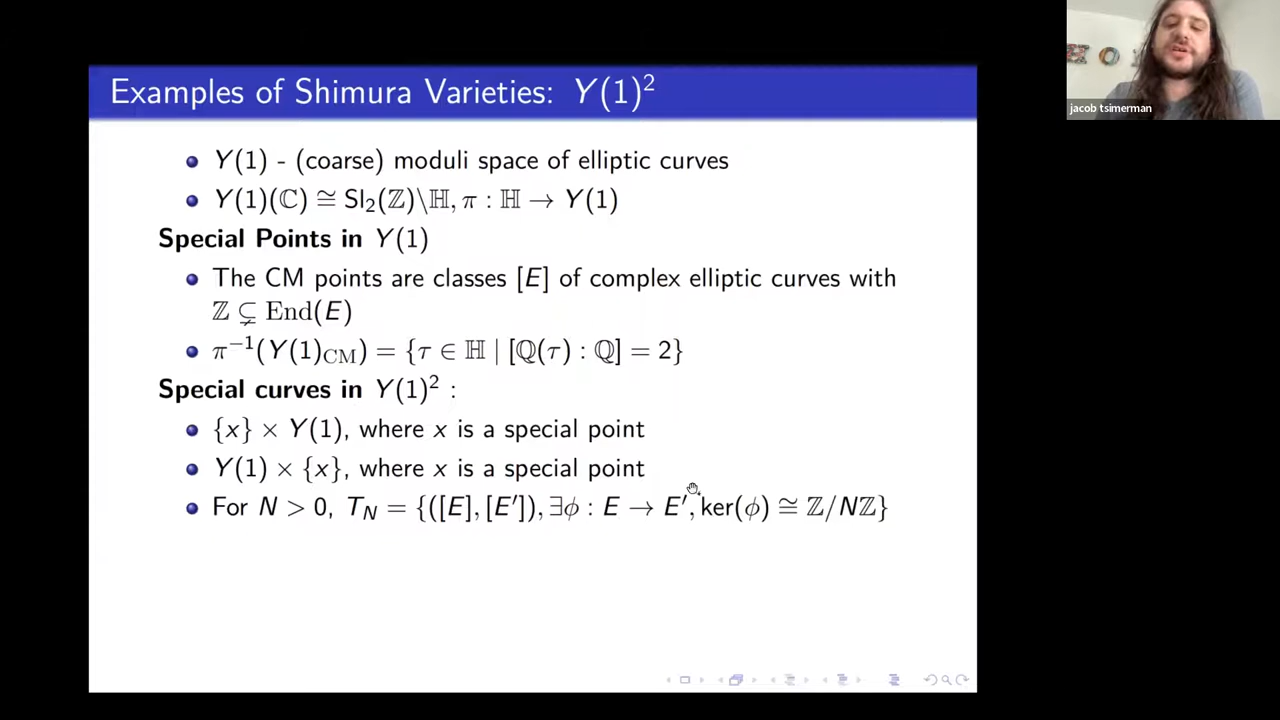 jacob tsimerman
Examples of Shimura Varieties: Y(1)²
Y(1) - (coarse) moduli space of elliptic curves
Y(1)(ℂ) ≅ Sl₂(ℤ)\ℍ, π : ℍ → Y(1)
Special Points in Y(1)
The CM points are classes [E] of complex elliptic curves with
ℤ ⊊ End(E)
π⁻¹(Y(1)_CM) = {τ ∈ ℍ | [ℚ(τ) : ℚ] = 2}
Special curves in Y(1)² :
{x} × Y(1), where x is a special point
Y(1) × {x}, where x is a special point
For N > 0, T_N = {([E], [E′]), ∃ϕ : E → E′, ker(ϕ) ≅ ℤ/Nℤ}